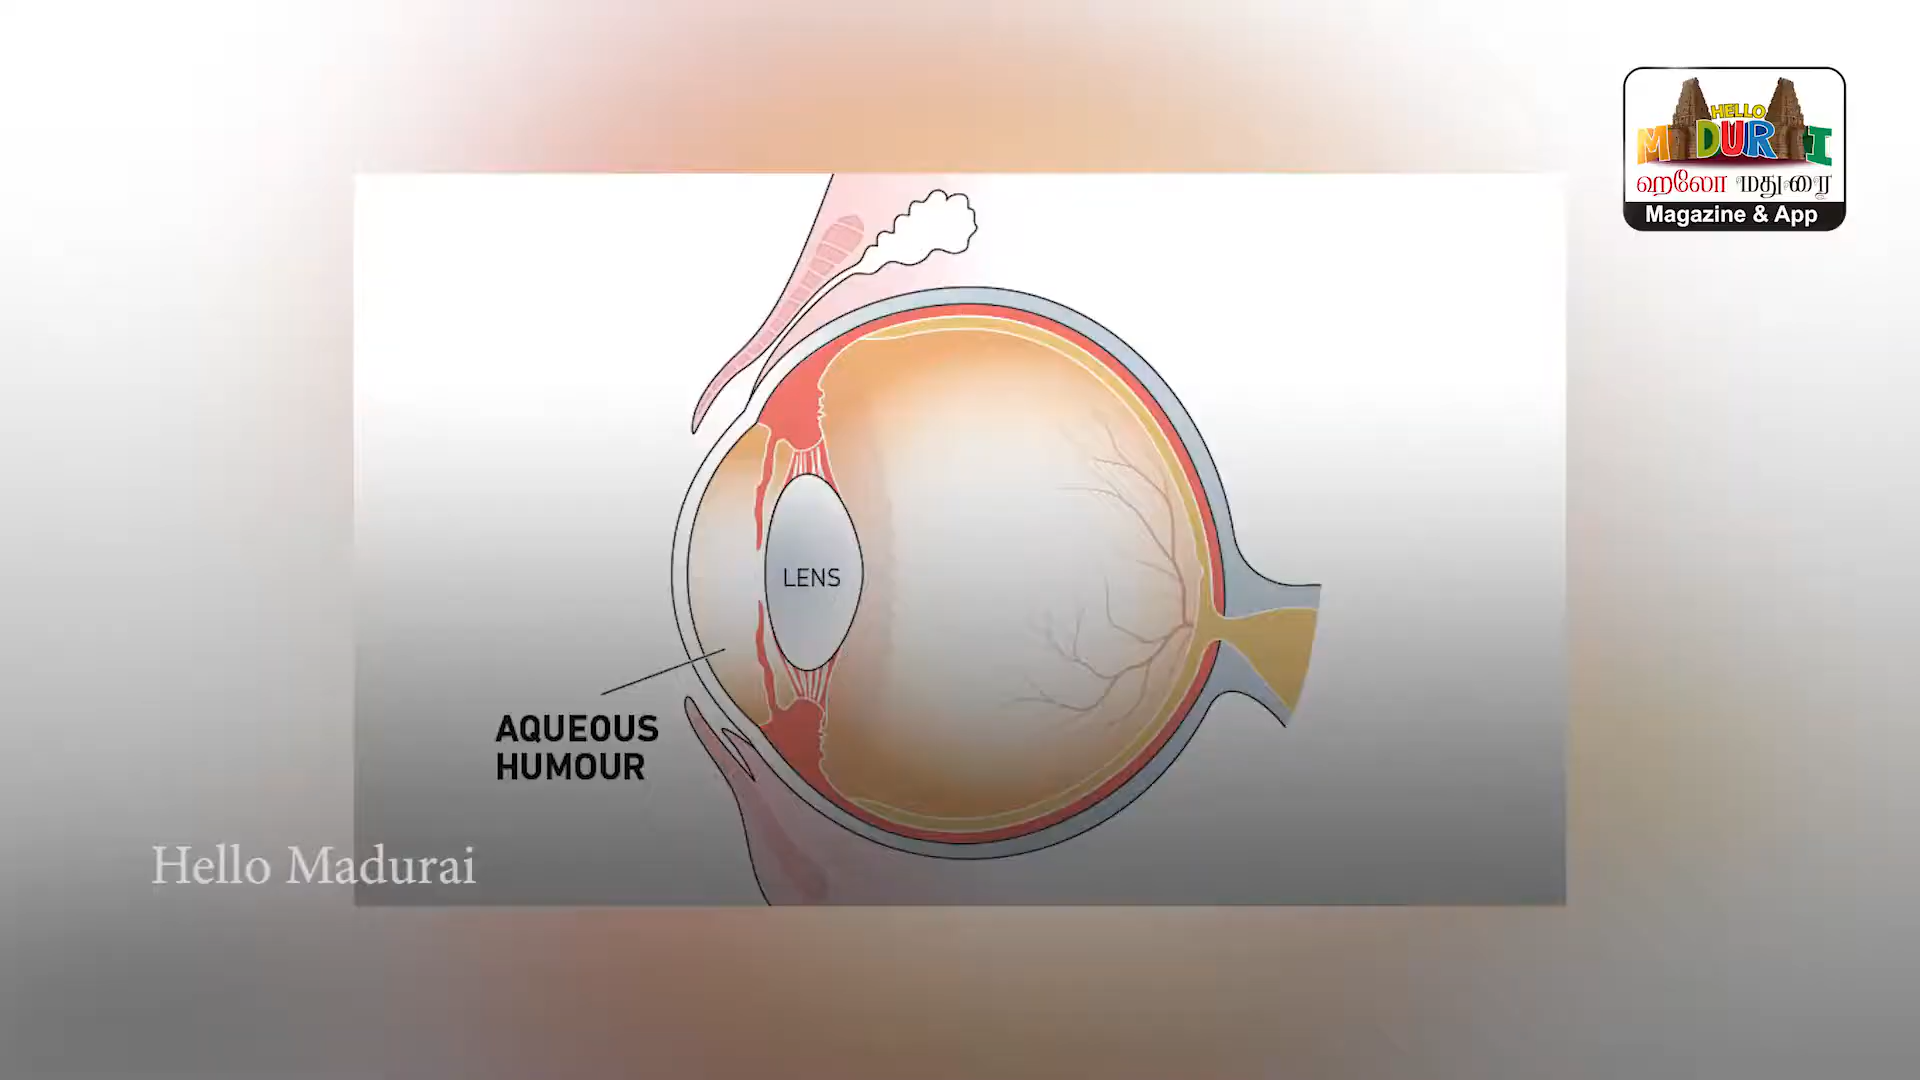 HELLO
MADURAI
ஹலோ மதுரை
Magazine & App
LENS
AQUEOUS
HUMOUR
Hello Madurai